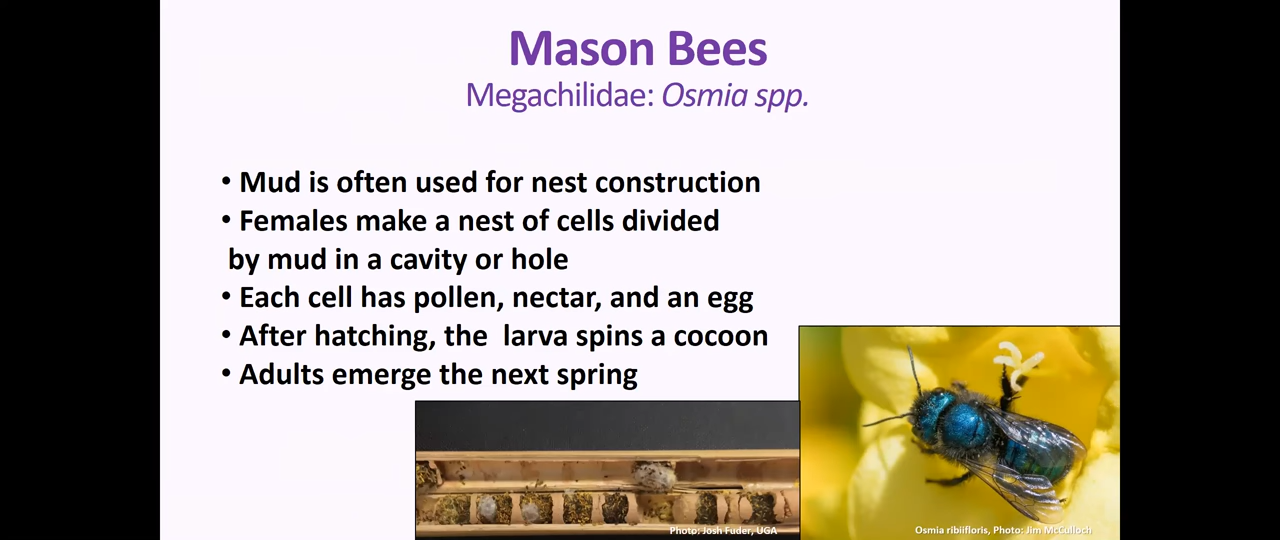 Mason Bees
Megachilidae: Osmia spp.
• Mud is often used for nest construction
• Females make a nest of cells divided
by mud in a cavity or hole
• Each cell has pollen, nectar, and an egg
• After hatching, the larva spins a cocoon
• Adults emerge the next spring
Photo: Josh Fuder, UGA
Osmia ribiifloris, Photo: Jim McCulloch